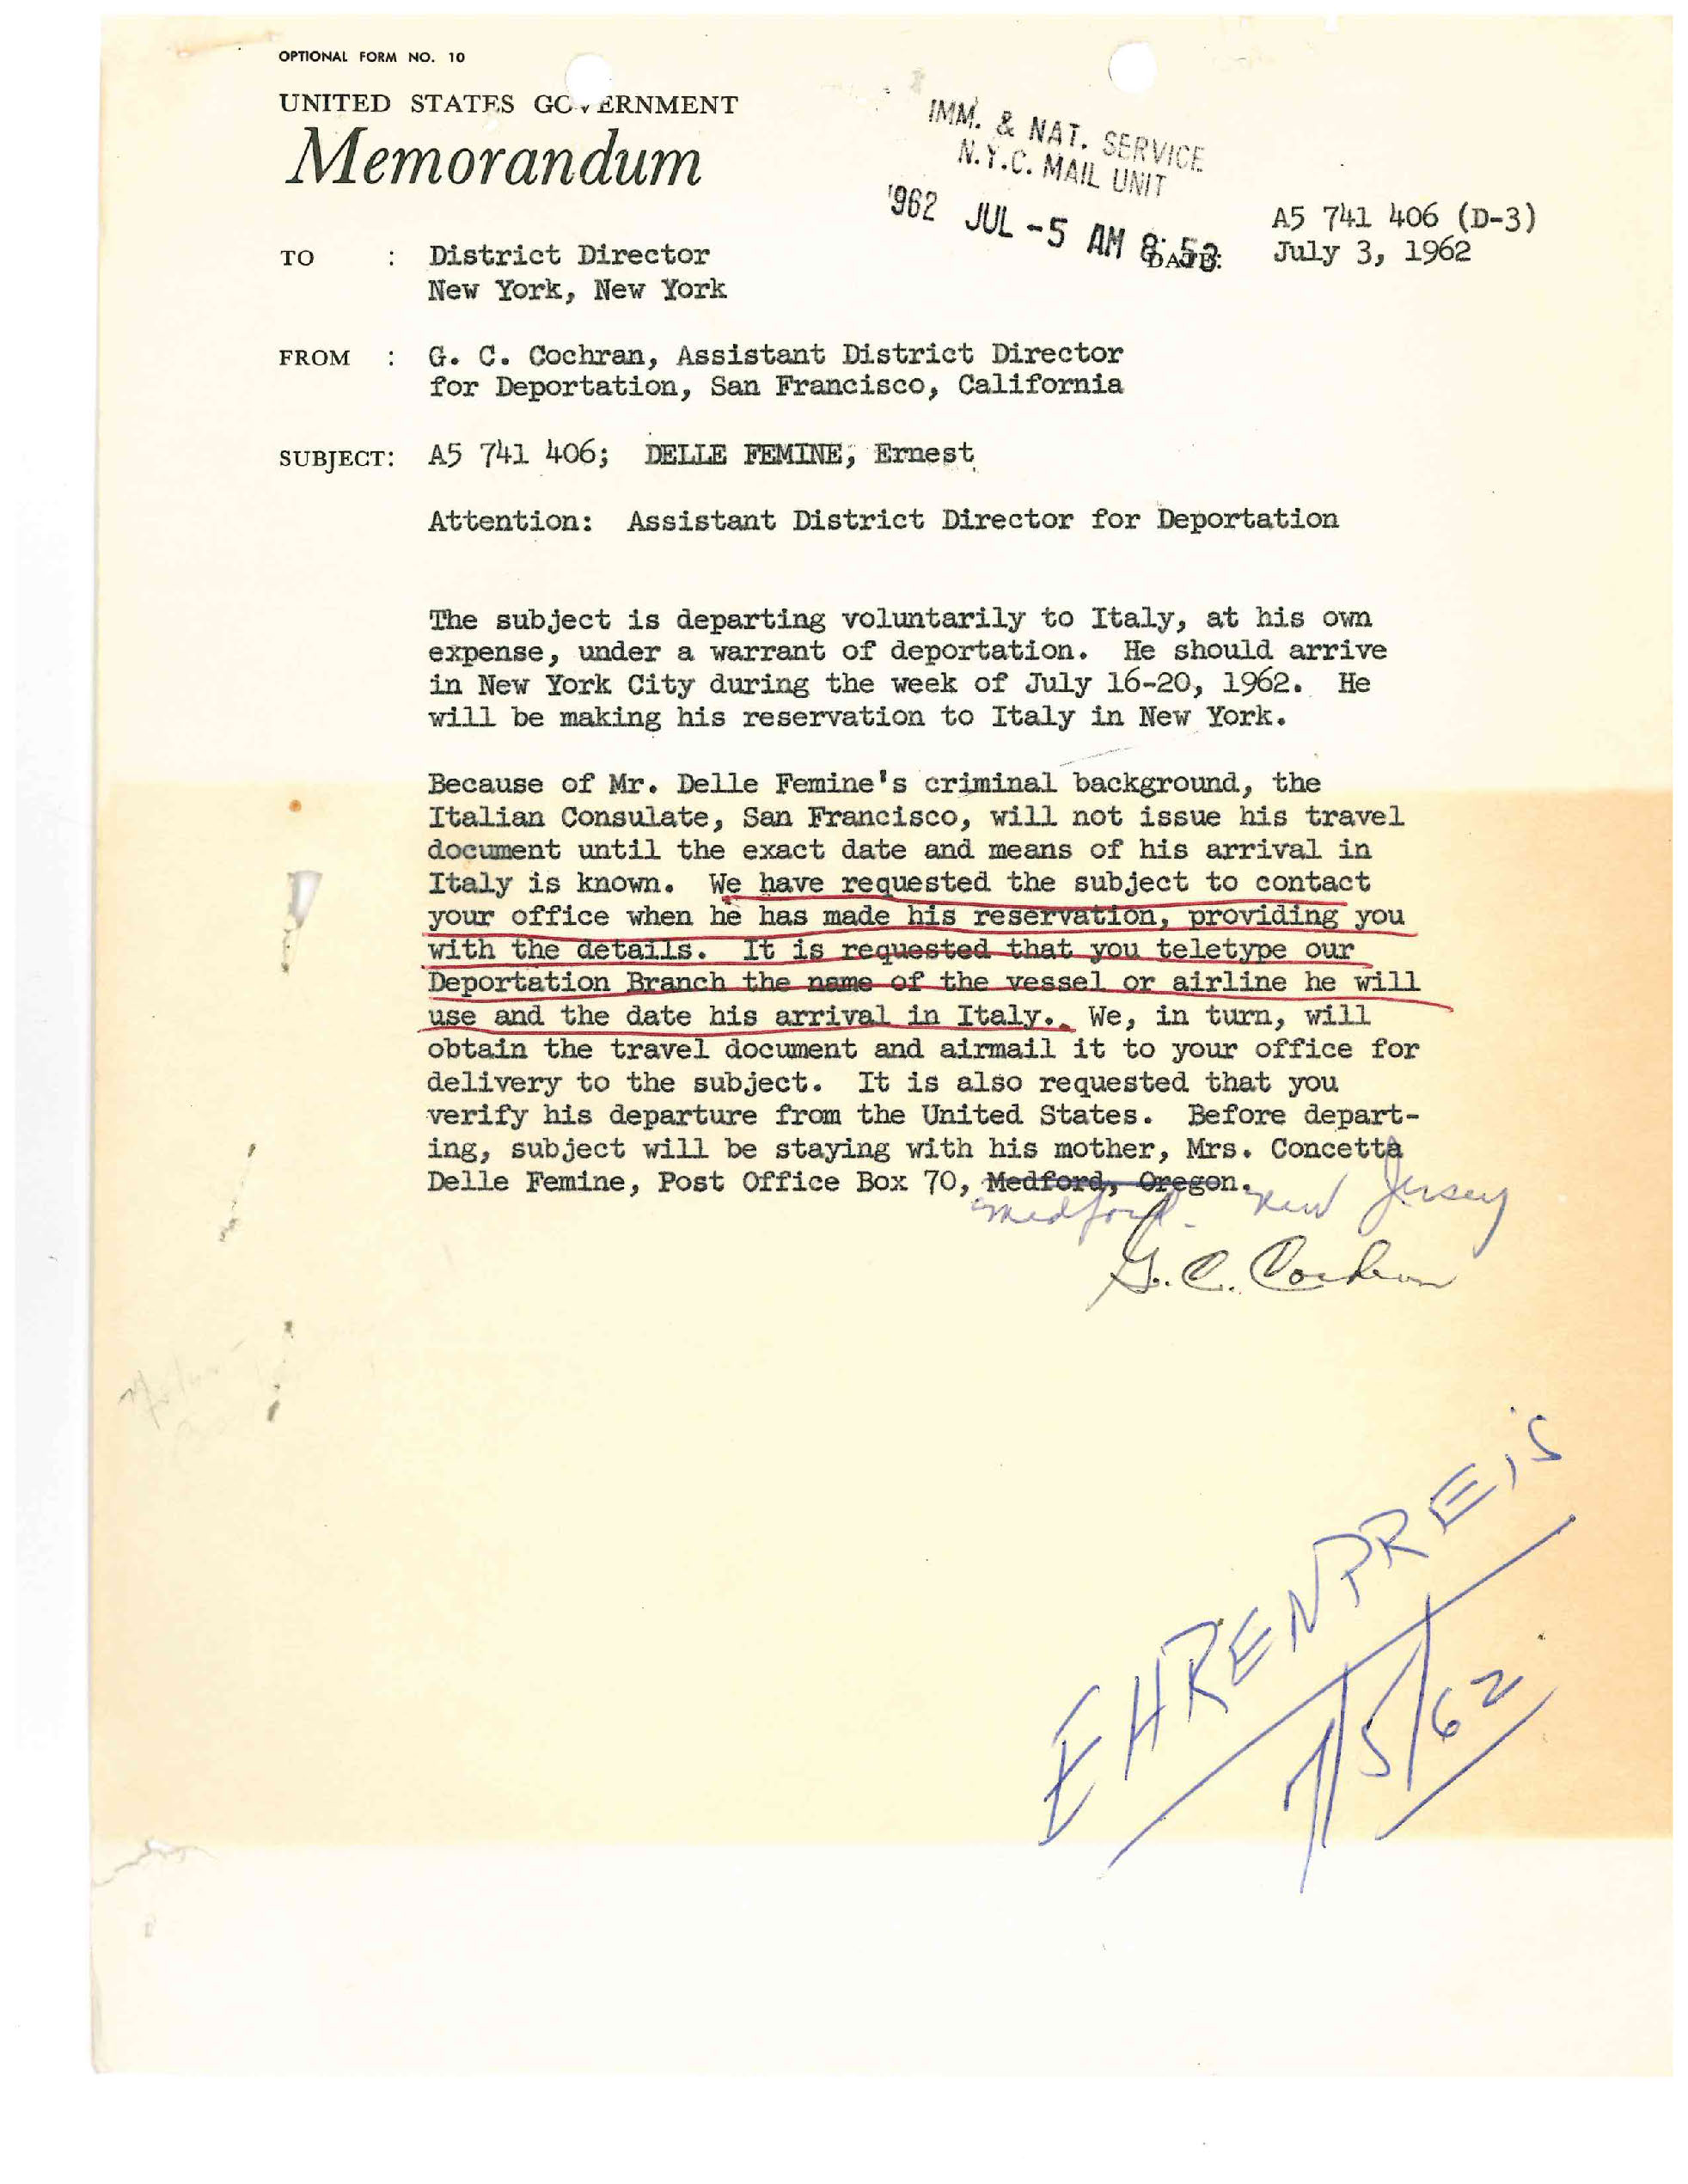 OPTIONAL FORM NO. 10
UNITED STATES GOVERNMENT
Memorandum
IMM. & NAT. SERVICE
N.Y.C. MAIL UNIT
1962 JUL -5 AM 8:53
A5 741 406 (D-3)
TO : District Director
DATE: July 3, 1962
New York, New York
FROM : G. C. Cochran, Assistant District Director
for Deportation, San Francisco, California
SUBJECT: A5 741 406; DELLE FEMINE, Ernest
Attention: Assistant District Director for Deportation
The subject is departing voluntarily to Italy, at his own
expense, under a warrant of deportation. He should arrive
in New York City during the week of July 16-20, 1962. He
will be making his reservation to Italy in New York.
Because of Mr. Delle Femine's criminal background, the
Italian Consulate, San Francisco, will not issue his travel
document until the exact date and means of his arrival in
Italy is known. We have requested the subject to contact
your office when he has made his reservation, providing you
with the details. It is requested that you teletype our
Deportation Branch the name of the vessel or airline he will
use and the date his arrival in Italy. We, in turn, will
obtain the travel document and airmail it to your office for
delivery to the subject. It is also requested that you
verify his departure from the United States. Before depart-
ing, subject will be staying with his mother, Mrs. Concetta
Delle Femine, Post Office Box 70, Medford, Oregon.
Medford - New Jersey
G. C. Cochran
EHRENPREIS
7/5/62